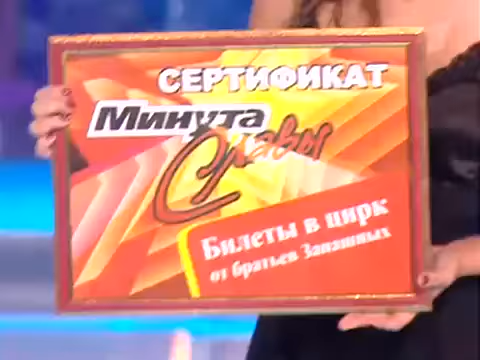 СЕРТИФИКАТ
Минута
Славы
Билеты в цирк
от братьев Запашных